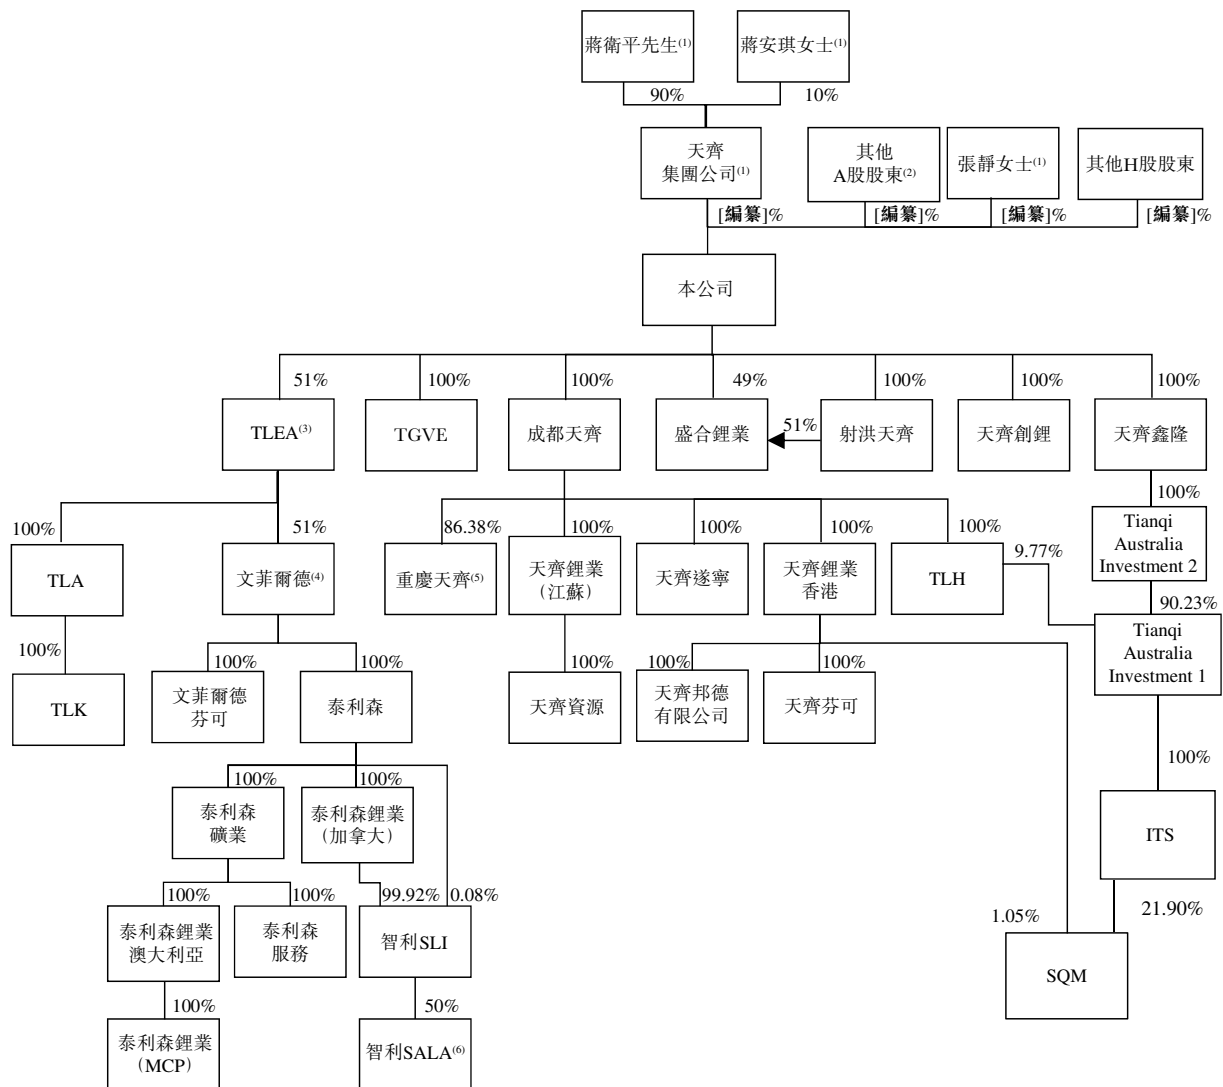 蔣衛平先生(1)
蔣安琪女士(1)
90%
10%
天齊
集團公司(1)
其他
A股股東(2)
張靜女士(1)
其他H股股東
[編纂]%
[編纂]%
[編纂]%
[編纂]%
本公司
51%
100%
100%
49%
100%
100%
100%
TLEA(3)
TGVE
成都天齊
盛合鋰業
51%
射洪天齊
天齊創鋰
天齊鑫隆
100%
51%
86.38%
100%
100%
100%
100%
9.77%
100%
TLA
文菲爾德(4)
重慶天齊(5)
天齊鋰業
(江蘇)
天齊遂寧
天齊鋰業
香港
TLH
Tianqi
Australia
Investment 2
90.23%
100%
100%
100%
100%
100%
100%
Tianqi
Australia
Investment 1
TLK
文菲爾德
芬可
泰利森
天齊資源
天齊邦德
有限公司
天齊芬可
100%
100%
100%
泰利森
礦業
泰利森鋰業
(加拿大)
ITS
100%
100%
99.92%
0.08%
1.05%
21.90%
泰利森鋰業
澳大利亞
泰利森
服務
智利SLI
SQM
100%
50%
泰利森鋰業
(MCP)
智利SALA(6)